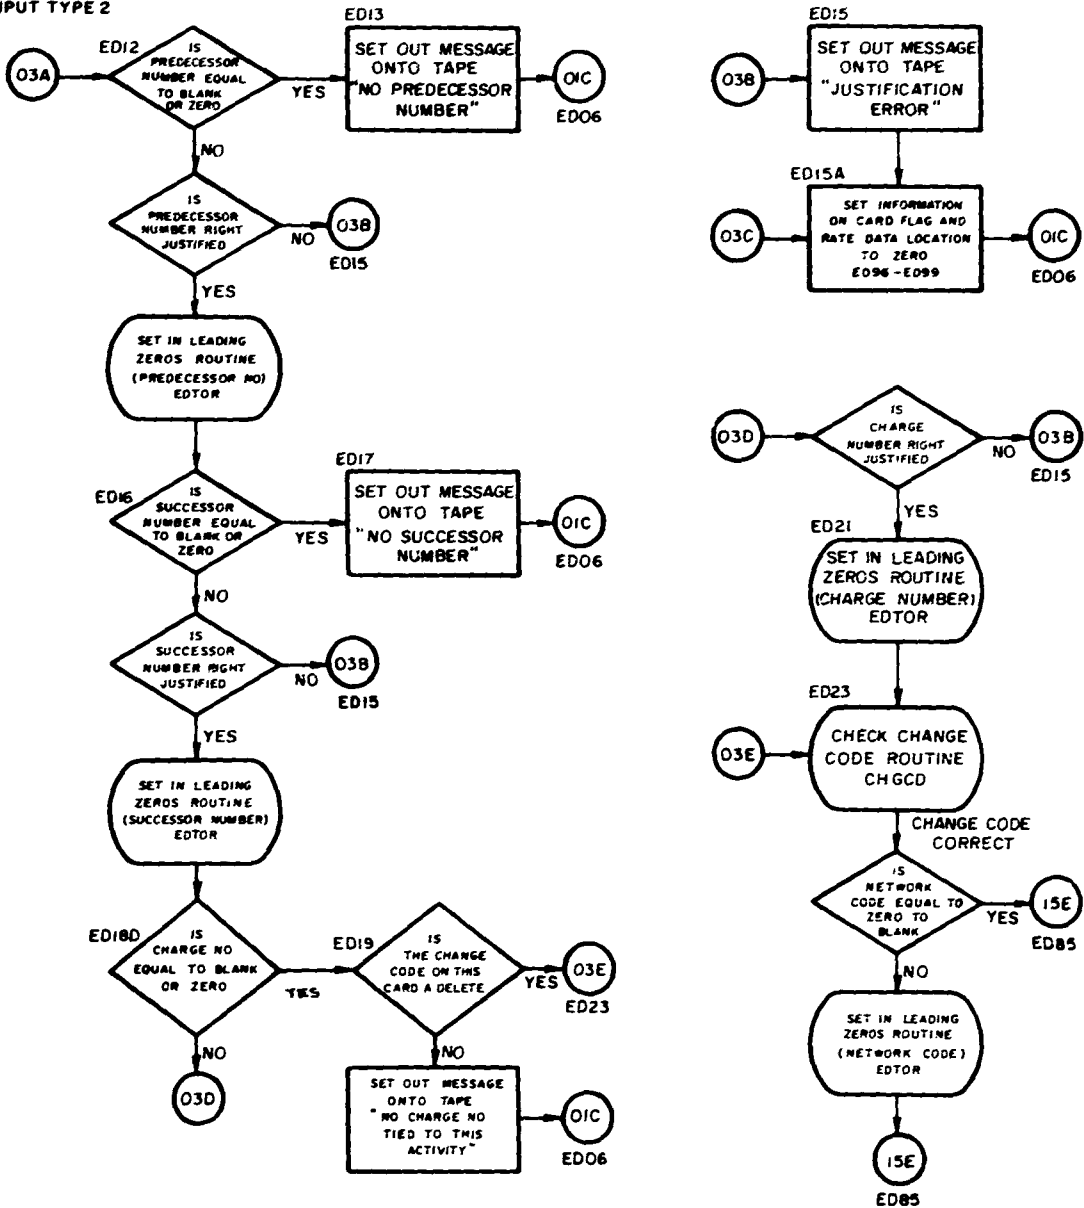 PUT TYPE 2
03A
ED12
IS
PREDECESSOR
NUMBER EQUAL
TO BLANK
OR ZERO
YES
ED13
SET OUT MESSAGE
ONTO TAPE
"NO PREDECESSOR
NUMBER"
01C
ED06
NO
IS
PREDECESSOR
NUMBER RIGHT
JUSTIFIED
NO
03B
ED15
YES
SET IN LEADING
ZEROS ROUTINE
(PREDECESSOR NO)
EDTOR
ED16
IS
SUCCESSOR
NUMBER EQUAL
TO BLANK OR
ZERO
YES
ED17
SET OUT MESSAGE
ONTO TAPE
"NO SUCCESSOR
NUMBER"
01C
ED06
NO
IS
SUCCESSOR
NUMBER RIGHT
JUSTIFIED
NO
03B
ED15
YES
SET IN LEADING
ZEROS ROUTINE
(SUCCESSOR NUMBER)
EDTOR
ED18D
IS
CHARGE NO
EQUAL TO BLANK
OR ZERO
YES
ED19
IS
THE CHANGE
CODE ON THIS
CARD A DELETE
YES
03E
ED23
NO
03D
NO
SET OUT MESSAGE
ONTO TAPE
"NO CHARGE NO
TIED TO THIS
ACTIVITY"
01C
ED06
03B
ED15
SET OUT MESSAGE
ONTO TAPE
"JUSTIFICATION
ERROR"
03C
ED15A
SET INFORMATION
ON CARD FLAG AND
RATE DATA LOCATION
TO ZERO
ED96-ED99
01C
ED06
03D
IS
CHARGE
NUMBER RIGHT
JUSTIFIED
NO
03B
ED15
YES
ED21
SET IN LEADING
ZEROS ROUTINE
(CHARGE NUMBER)
EDTOR
03E
ED23
CHECK CHANGE
CODE ROUTINE
CHGCD
CHANGE CODE
CORRECT
IS
NETWORK
CODE EQUAL TO
ZERO TO
BLANK
YES
15E
ED85
NO
SET IN LEADING
ZEROS ROUTINE
(NETWORK CODE)
EDTOR
15E
ED85